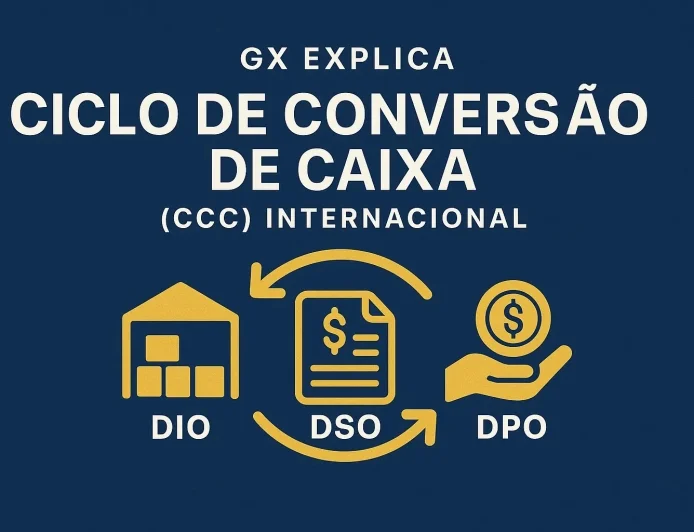 GX EXPLICA
CICLO DE CONVERSÃO
DE CAIXA
(CCC) INTERNACIONAL
$
$
DIO
DSO
DPO